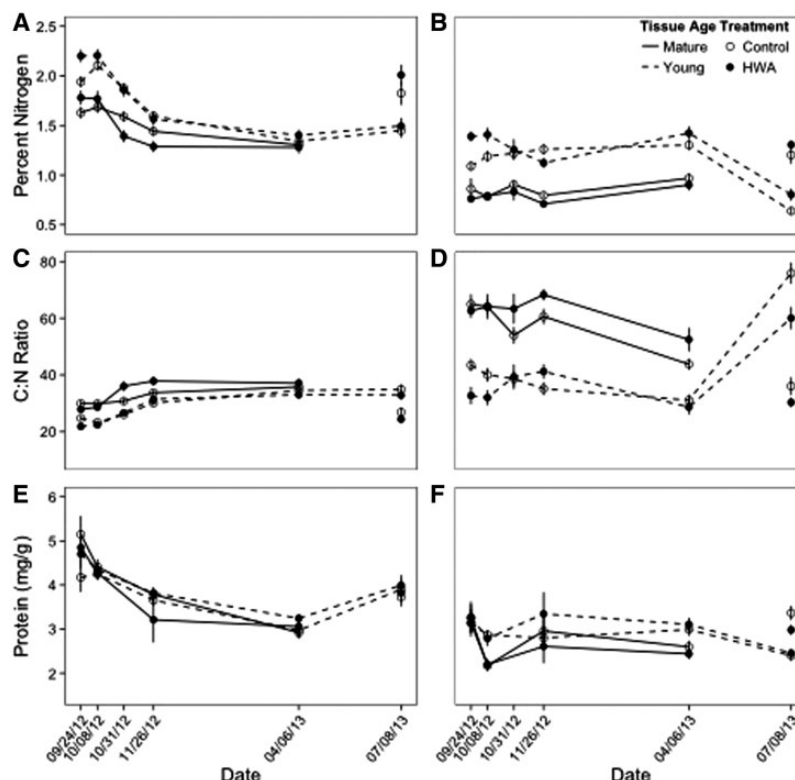 A
B
Tissue Age Treatment
Mature
Control
Young
HWA
Percent Nitrogen
2.5
2.0
1.5
1.0
0.5
C
D
C:N Ratio
80
60
40
20
E
F
Protein (mg/g)
6
5
4
3
2
09/24/12
10/08/12
10/31/12
11/26/12
04/06/13
07/08/13
09/24/12
10/08/12
10/31/12
11/26/12
04/06/13
07/08/13
Date
Date